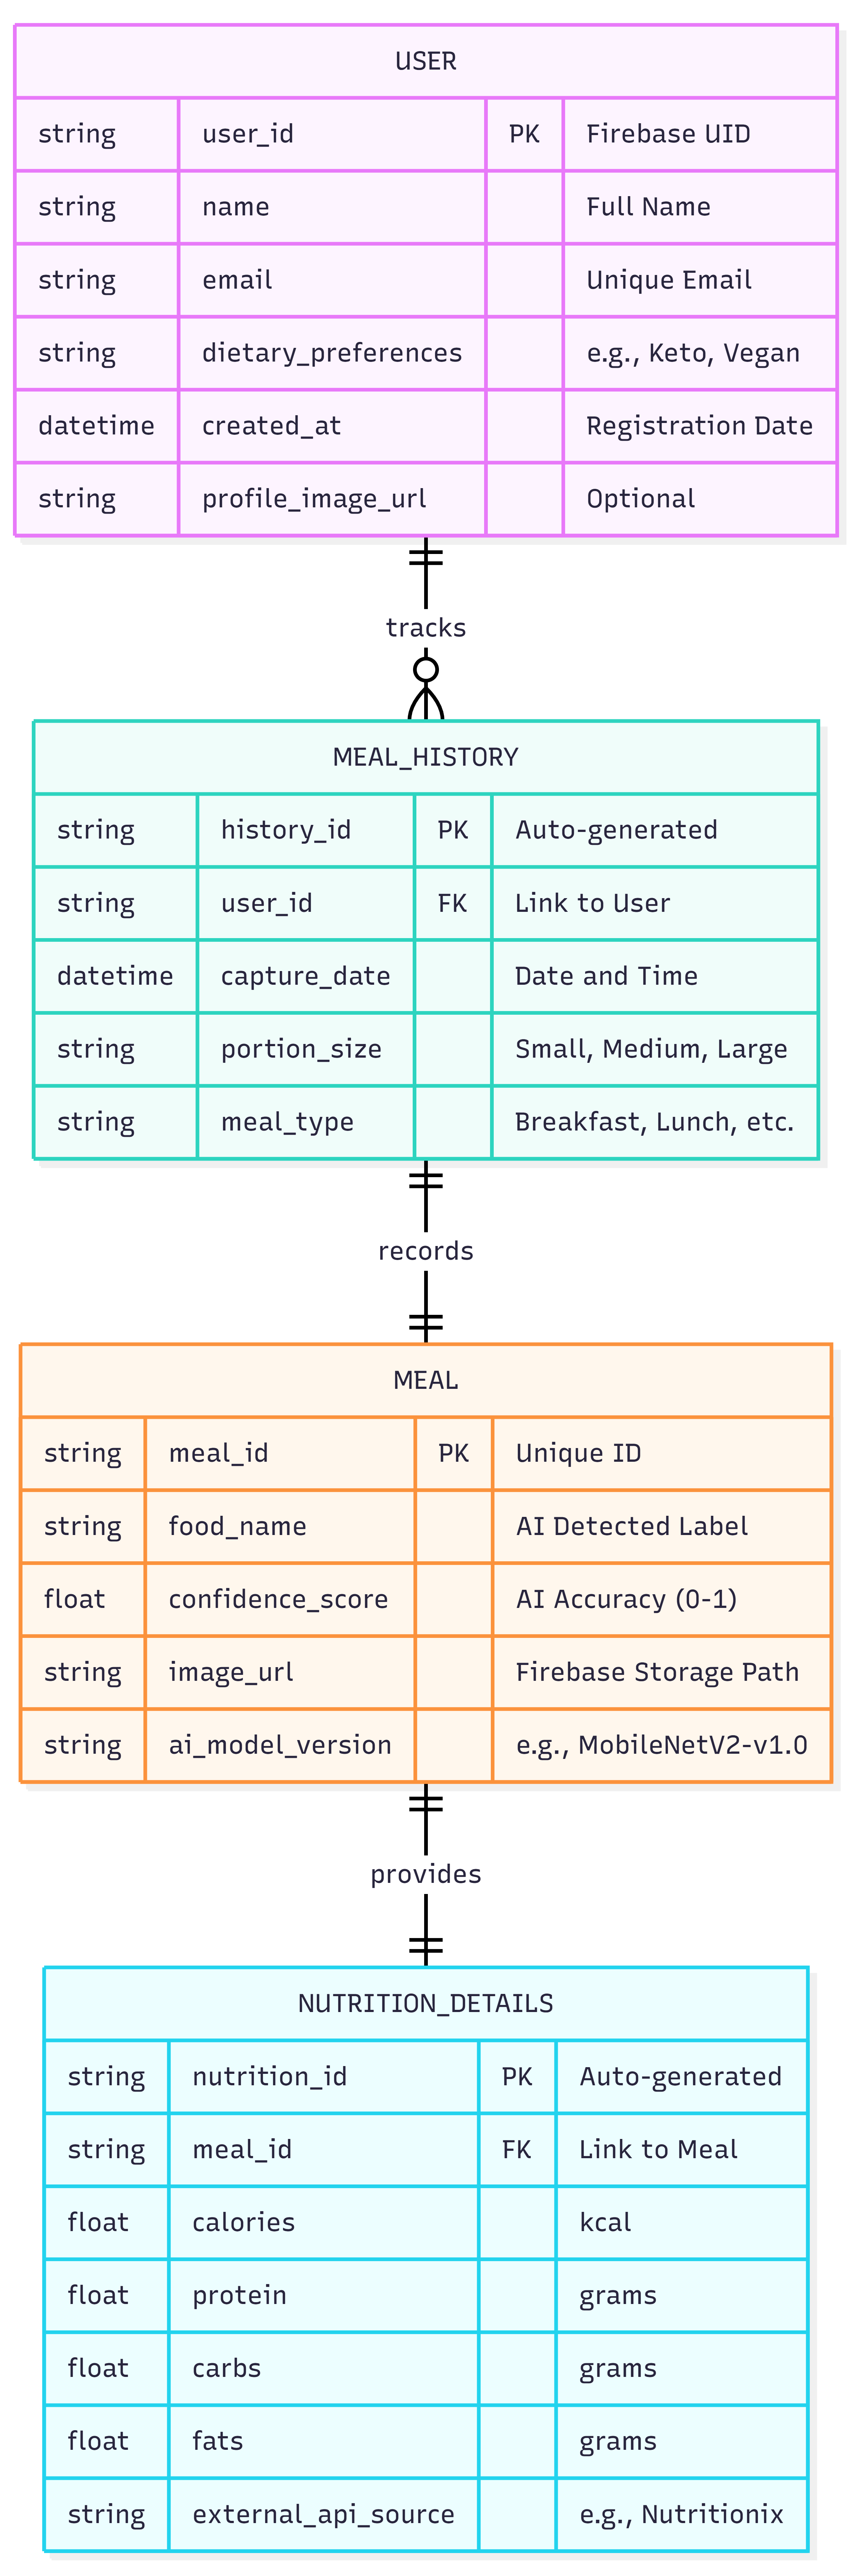 USER
string user_id PK Firebase UID
string name Full Name
string email Unique Email
string dietary_preferences e.g., Keto, Vegan
datetime created_at Registration Date
string profile_image_url Optional
tracks
MEAL_HISTORY
string history_id PK Auto-generated
string user_id FK Link to User
datetime capture_date Date and Time
string portion_size Small, Medium, Large
string meal_type Breakfast, Lunch, etc.
records
MEAL
string meal_id PK Unique ID
string food_name AI Detected Label
float confidence_score AI Accuracy (0-1)
string image_url Firebase Storage Path
string ai_model_version e.g., MobileNetV2-v1.0
provides
NUTRITION_DETAILS
string nutrition_id PK Auto-generated
string meal_id FK Link to Meal
float calories kcal
float protein grams
float carbs grams
float fats grams
string external_api_source e.g., Nutritionix